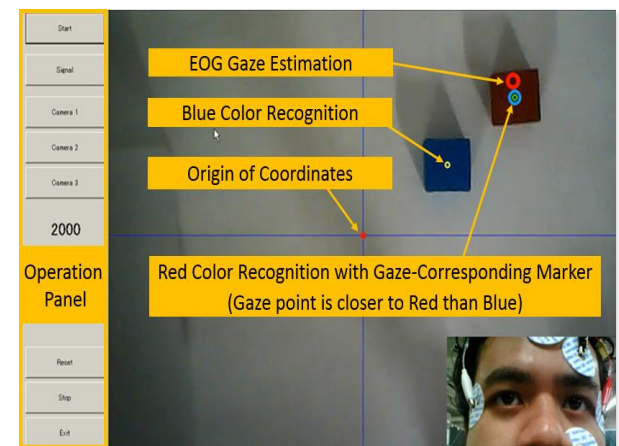 Start
Signal
Camera 1
Camera 2
Camera 3
2000
Operation
Panel
Reset
Stop
Exit
EOG Gaze Estimation
Blue Color Recognition
Origin of Coordinates
Red Color Recognition with Gaze-Corresponding Marker
(Gaze point is closer to Red than Blue)